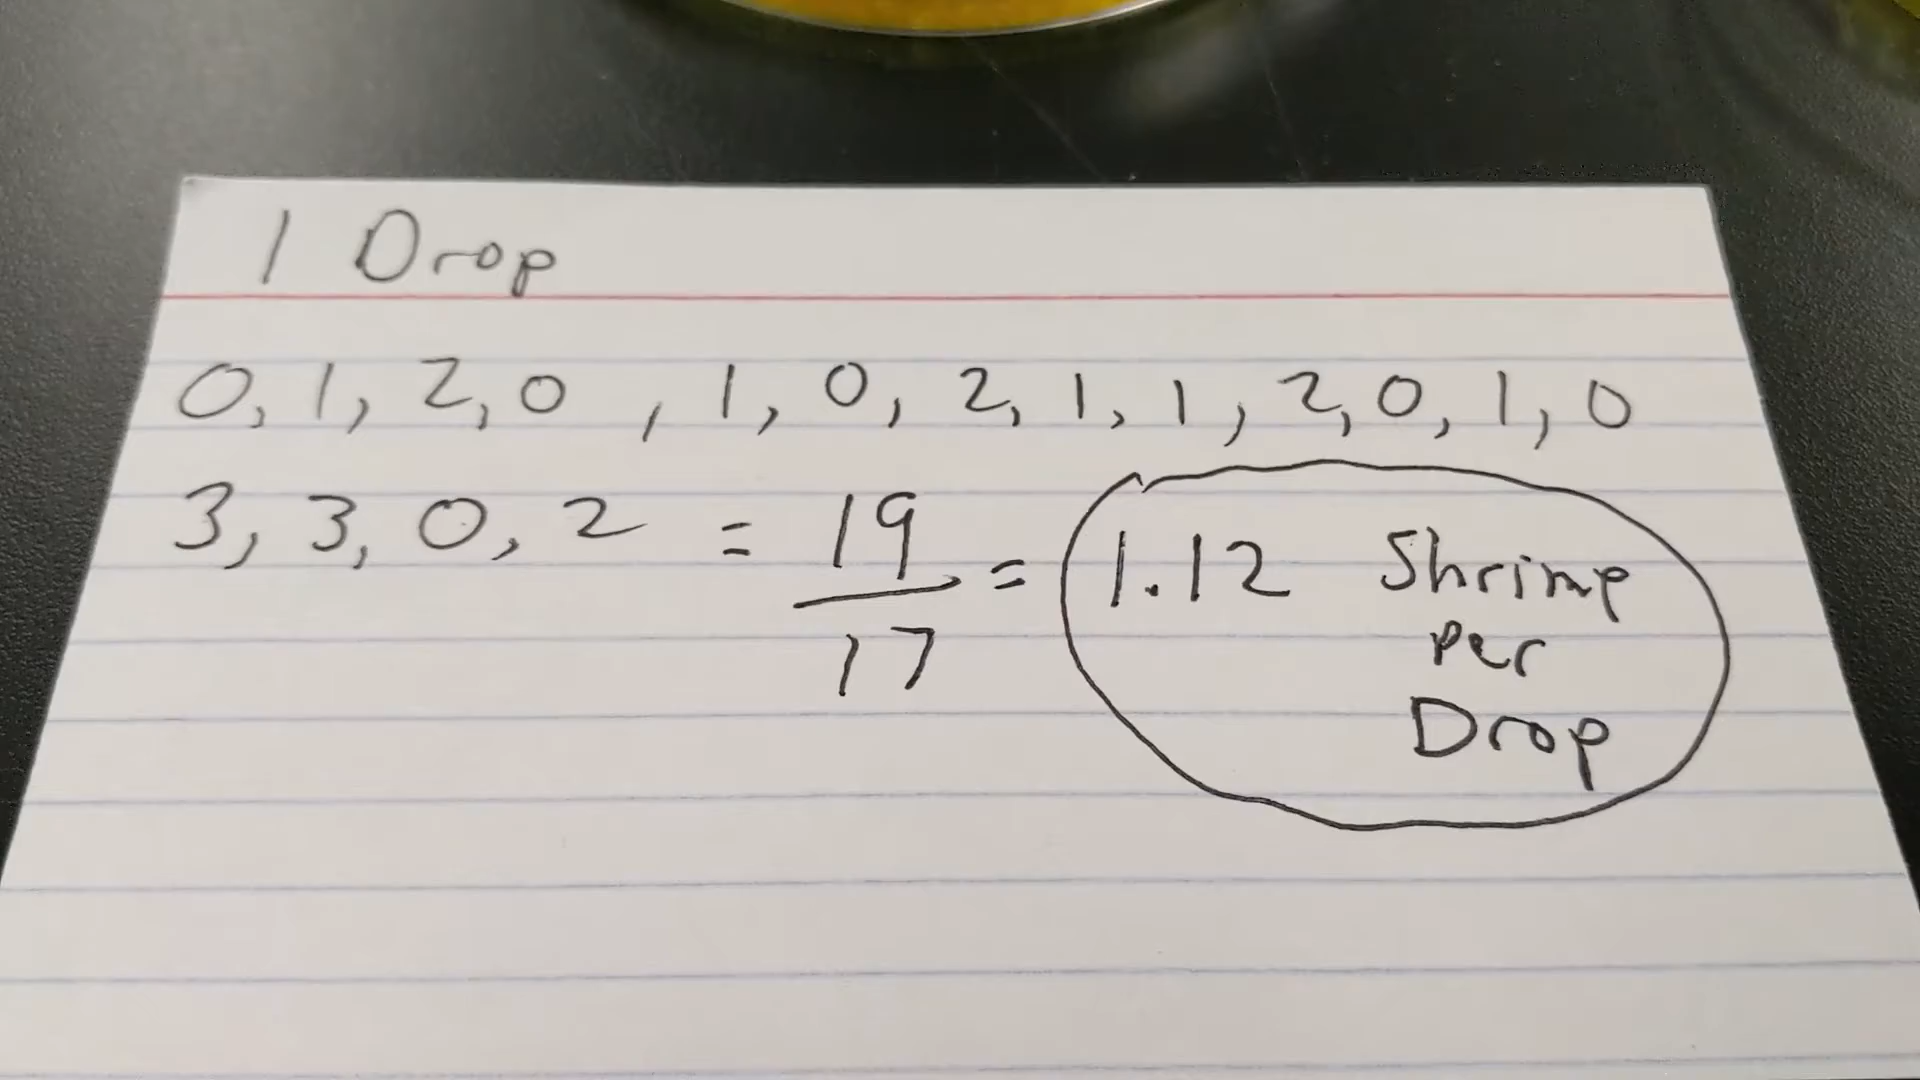 1 Drop
0, 1, 2, 0, 1, 0, 2, 1, 1, 2, 0, 1, 0
3, 3, 0, 2 = 19/17 = 1.12 Shrimp
per
Drop